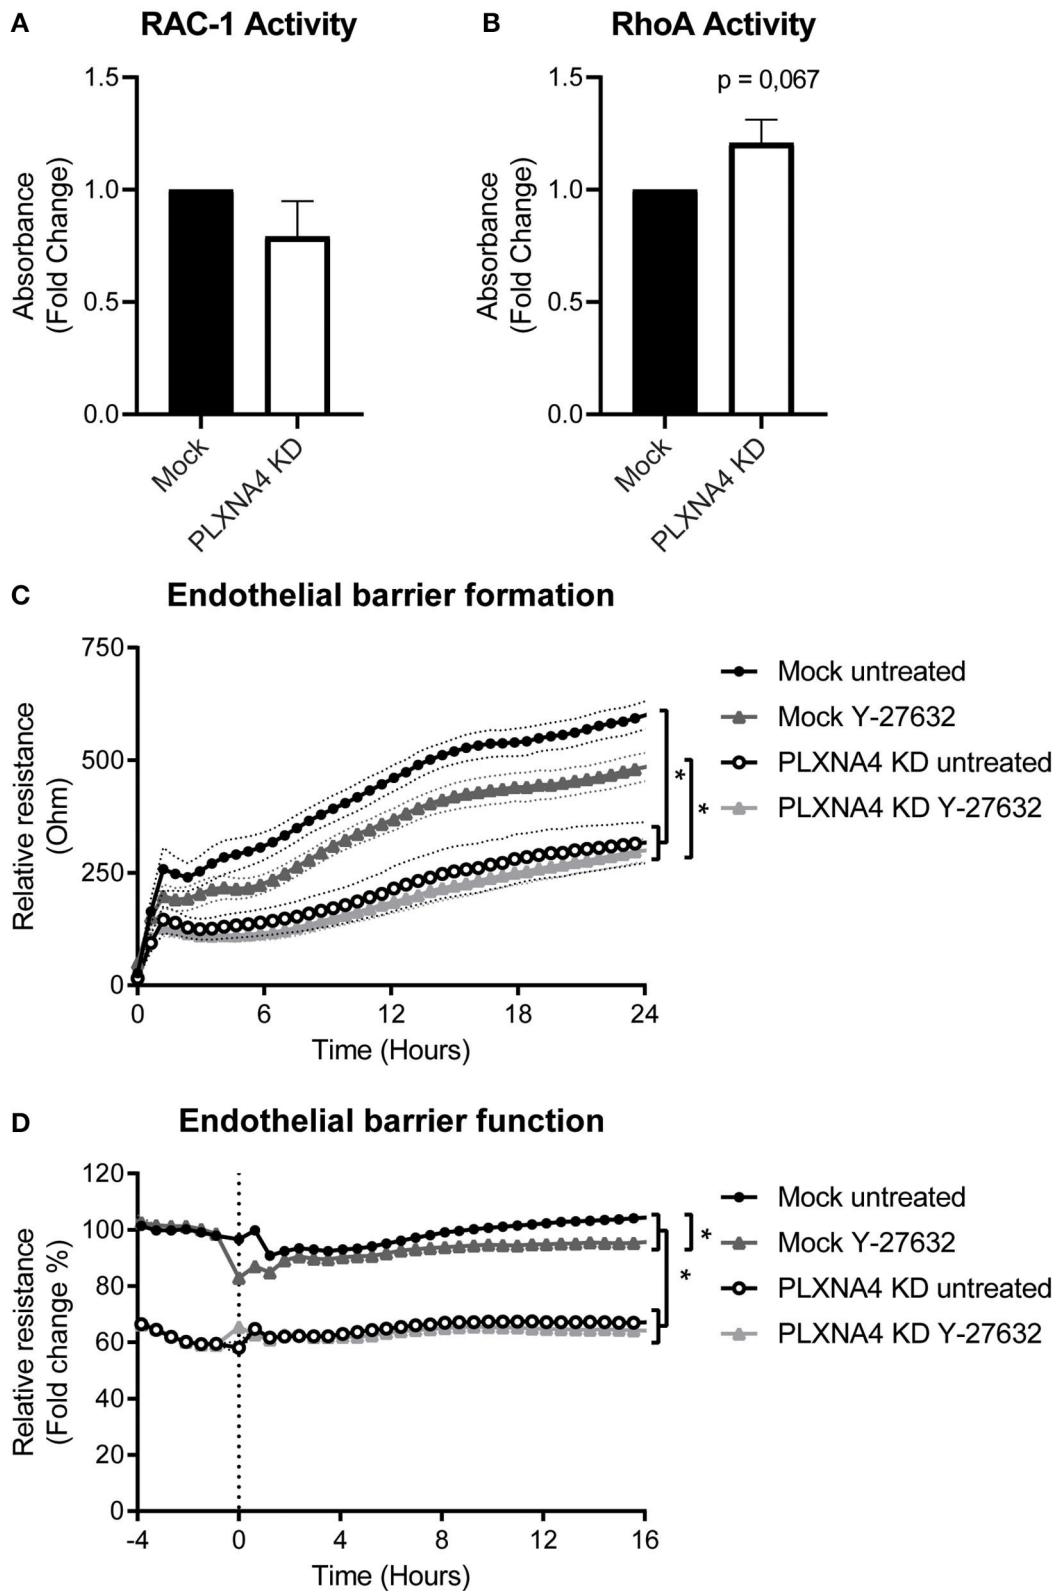 A
RAC-1 Activity
1.5
1.0
0.5
0.0
Absorbance
(Fold Change)
Mock
PLXNA4 KD
B
RhoA Activity
p = 0,067
1.5
1.0
0.5
0.0
Absorbance
(Fold Change)
Mock
PLXNA4 KD
C
Endothelial barrier formation
750
500
250
0
Relative resistance
(Ohm)
0 6 12 18 24
Time (Hours)
Mock untreated
Mock Y-27632
PLXNA4 KD untreated
PLXNA4 KD Y-27632
*
*
D
Endothelial barrier function
120
100
80
60
40
20
0
Relative resistance
(Fold change %)
-4 0 4 8 12 16
Time (Hours)
Mock untreated
Mock Y-27632
PLXNA4 KD untreated
PLXNA4 KD Y-27632
*
*